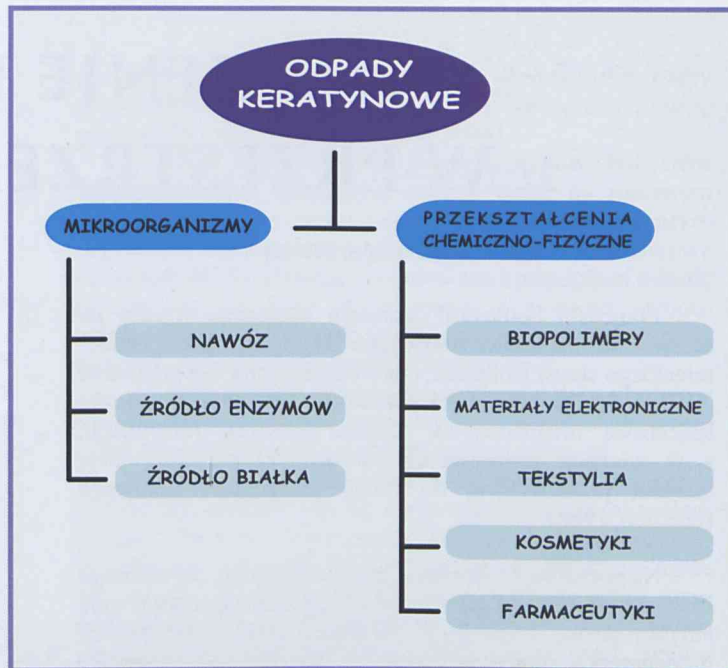 ODPADY
KERATYNOWE
MIKROORGANIZMY
NAWÓZ
ŹRÓDŁO ENZYMÓW
ŹRÓDŁO BIAŁKA
PRZEKSZTAŁCENIA
CHEMICZNO-FIZYCZNE
BIOPOLIMERY
MATERIAŁY ELEKTRONICZNE
TEKSTYLIA
KOSMETYKI
FARMACEUTYKI